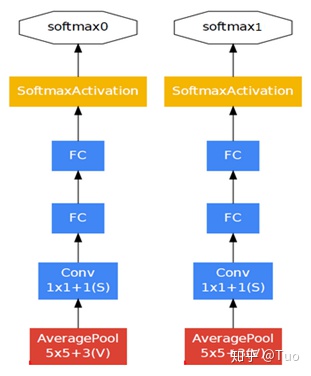 softmax0
softmax1
SoftmaxActivation
SoftmaxActivation
FC
FC
FC
FC
Conv
1x1+1(S)
Conv
1x1+1(S)
AveragePool
5x5+3(V)
AveragePool
5x5+3(V)
知乎 @Tuo